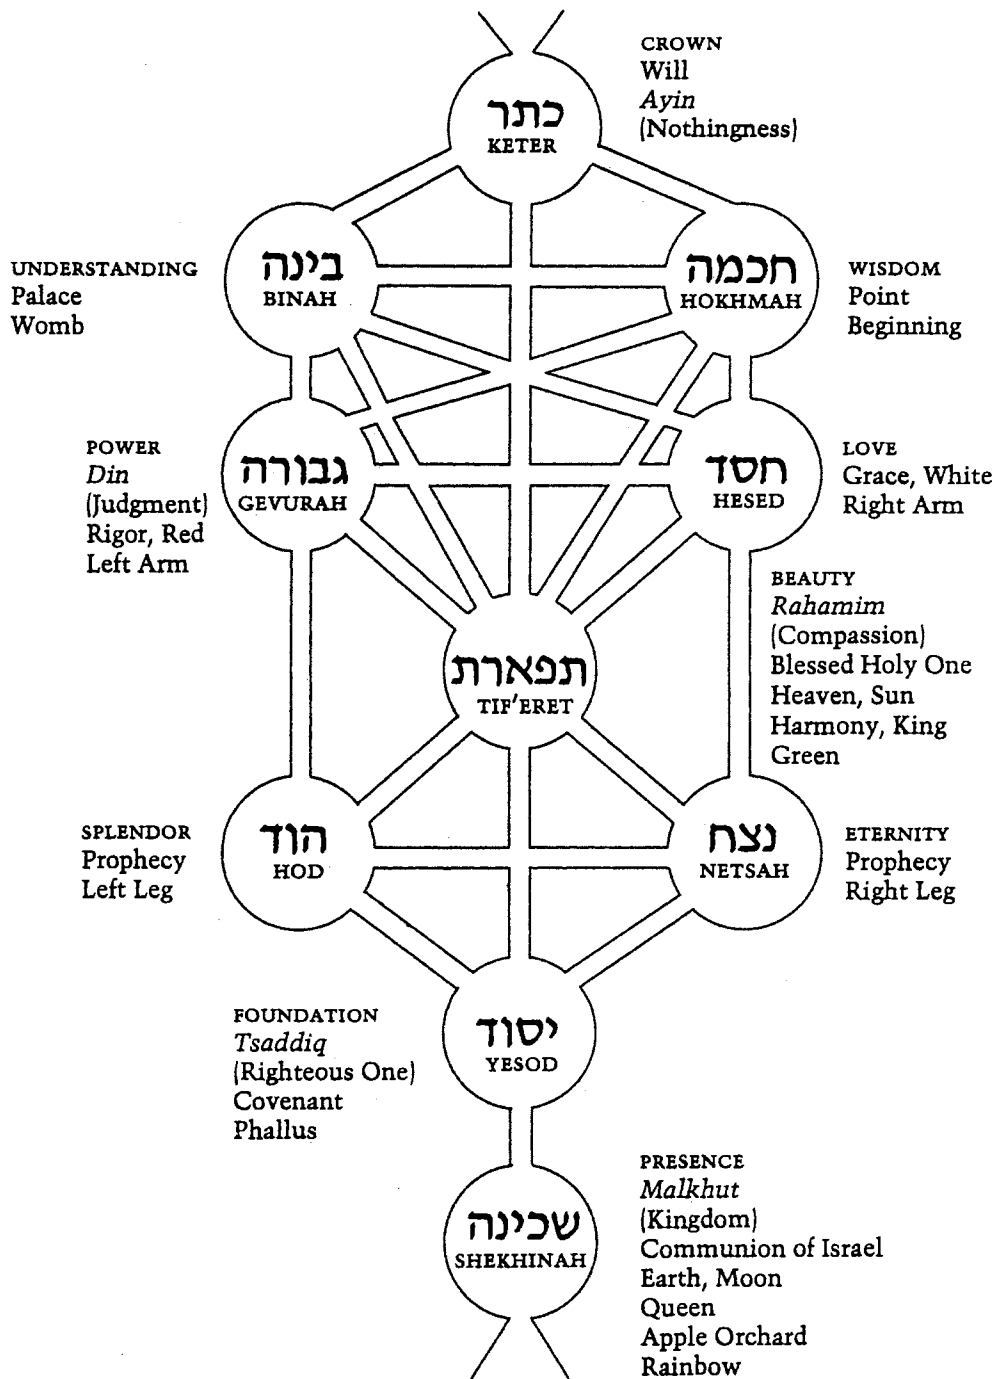 CROWN
Will
Ayin
(Nothingness)
כתר
KETER
בינה
BINAH
חכמה
HOKHMAH
UNDERSTANDING
Palace
Womb
WISDOM
Point
Beginning
גבורה
GEVURAH
חסד
HESED
POWER
Din
(Judgment)
Rigor, Red
Left Arm
LOVE
Grace, White
Right Arm
BEAUTY
Rahamim
(Compassion)
Blessed Holy One
Heaven, Sun
Harmony, King
Green
תפארת
TIF'ERET
הוד
HOD
נצח
NETSAH
SPLENDOR
Prophecy
Left Leg
ETERNITY
Prophecy
Right Leg
יסוד
YESOD
FOUNDATION
Tsaddiq
(Righteous One)
Covenant
Phallus
שכינה
SHEKHINAH
PRESENCE
Malkhut
(Kingdom)
Communion of Israel
Earth, Moon
Queen
Apple Orchard
Rainbow